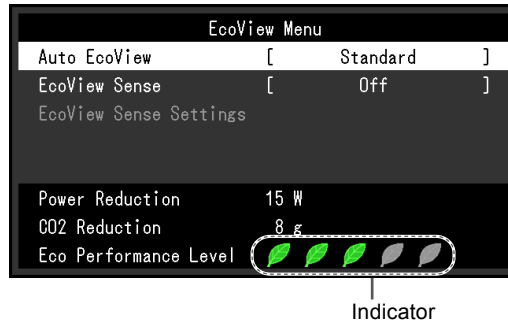 EcoView Menu
Auto EcoView [ Standard ]
EcoView Sense [ Off ]
EcoView Sense Settings
Power Reduction 15 W
CO2 Reduction 8 g
Eco Performance Level
Indicator